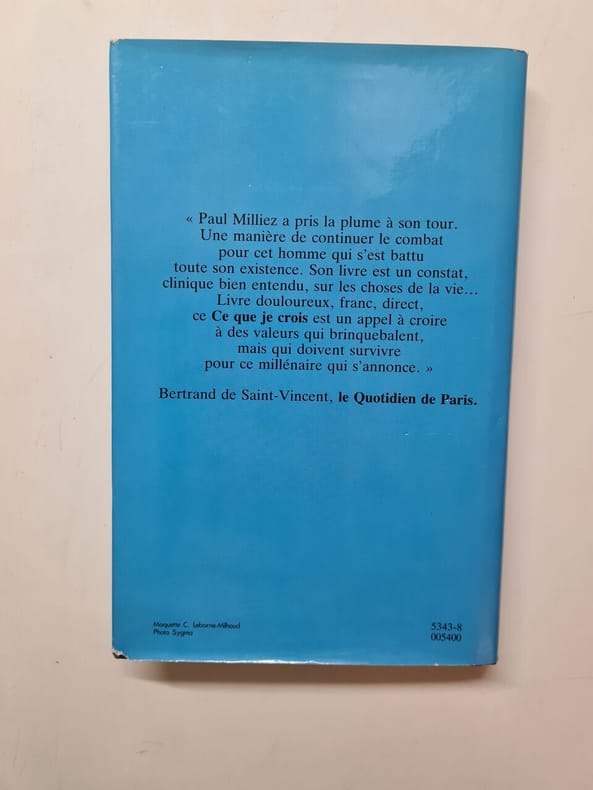 « Paul Milliez a pris la plume à son tour.
Une manière de continuer le combat
pour cet homme qui s'est battu
toute son existence. Son livre est un constat,
clinique bien entendu, sur les choses de la vie...
Livre douloureux, franc, direct,
ce Ce que je crois est un appel à croire
à des valeurs qui brinquebalent,
mais qui doivent survivre
pour ce millénaire qui s'annonce. »
Bertrand de Saint-Vincent, le Quotidien de Paris.
Maquette C. Leborne-Milhaud
Photo Sygma
5343-8
005400